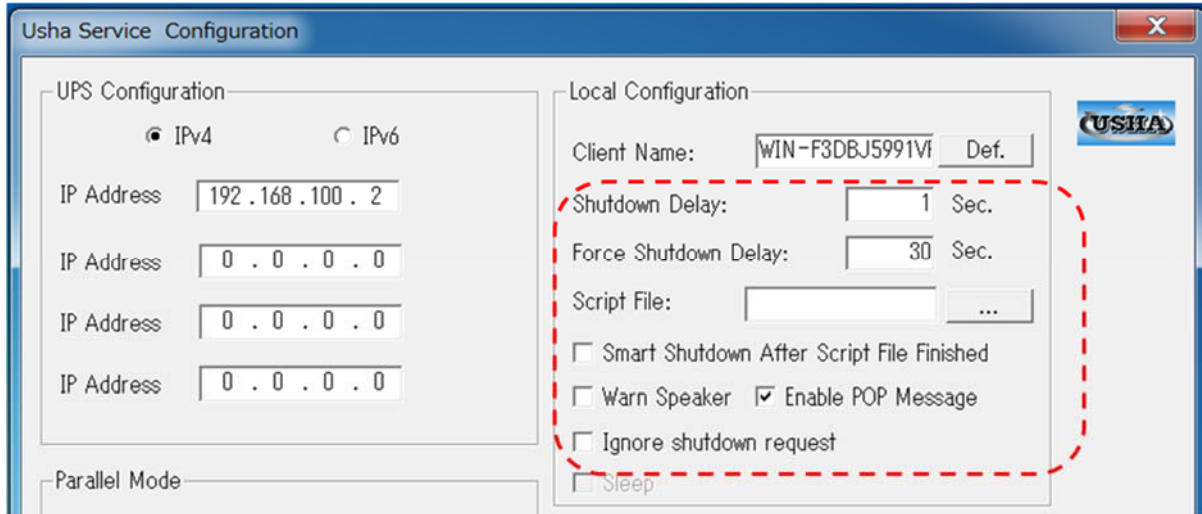 Usha Service Configuration
UPS Configuration
IPv4 IPv6
IP Address 192.168.100.2
IP Address 0.0.0.0
IP Address 0.0.0.0
IP Address 0.0.0.0
Parallel Mode
Local Configuration
Client Name: WIN-F3DBJ5991VF Def.
Shutdown Delay: 1 Sec.
Force Shutdown Delay: 30 Sec.
Script File: ...
Smart Shutdown After Script File Finished
Warn Speaker Enable POP Message
Ignore shutdown request
Sleep
USHA